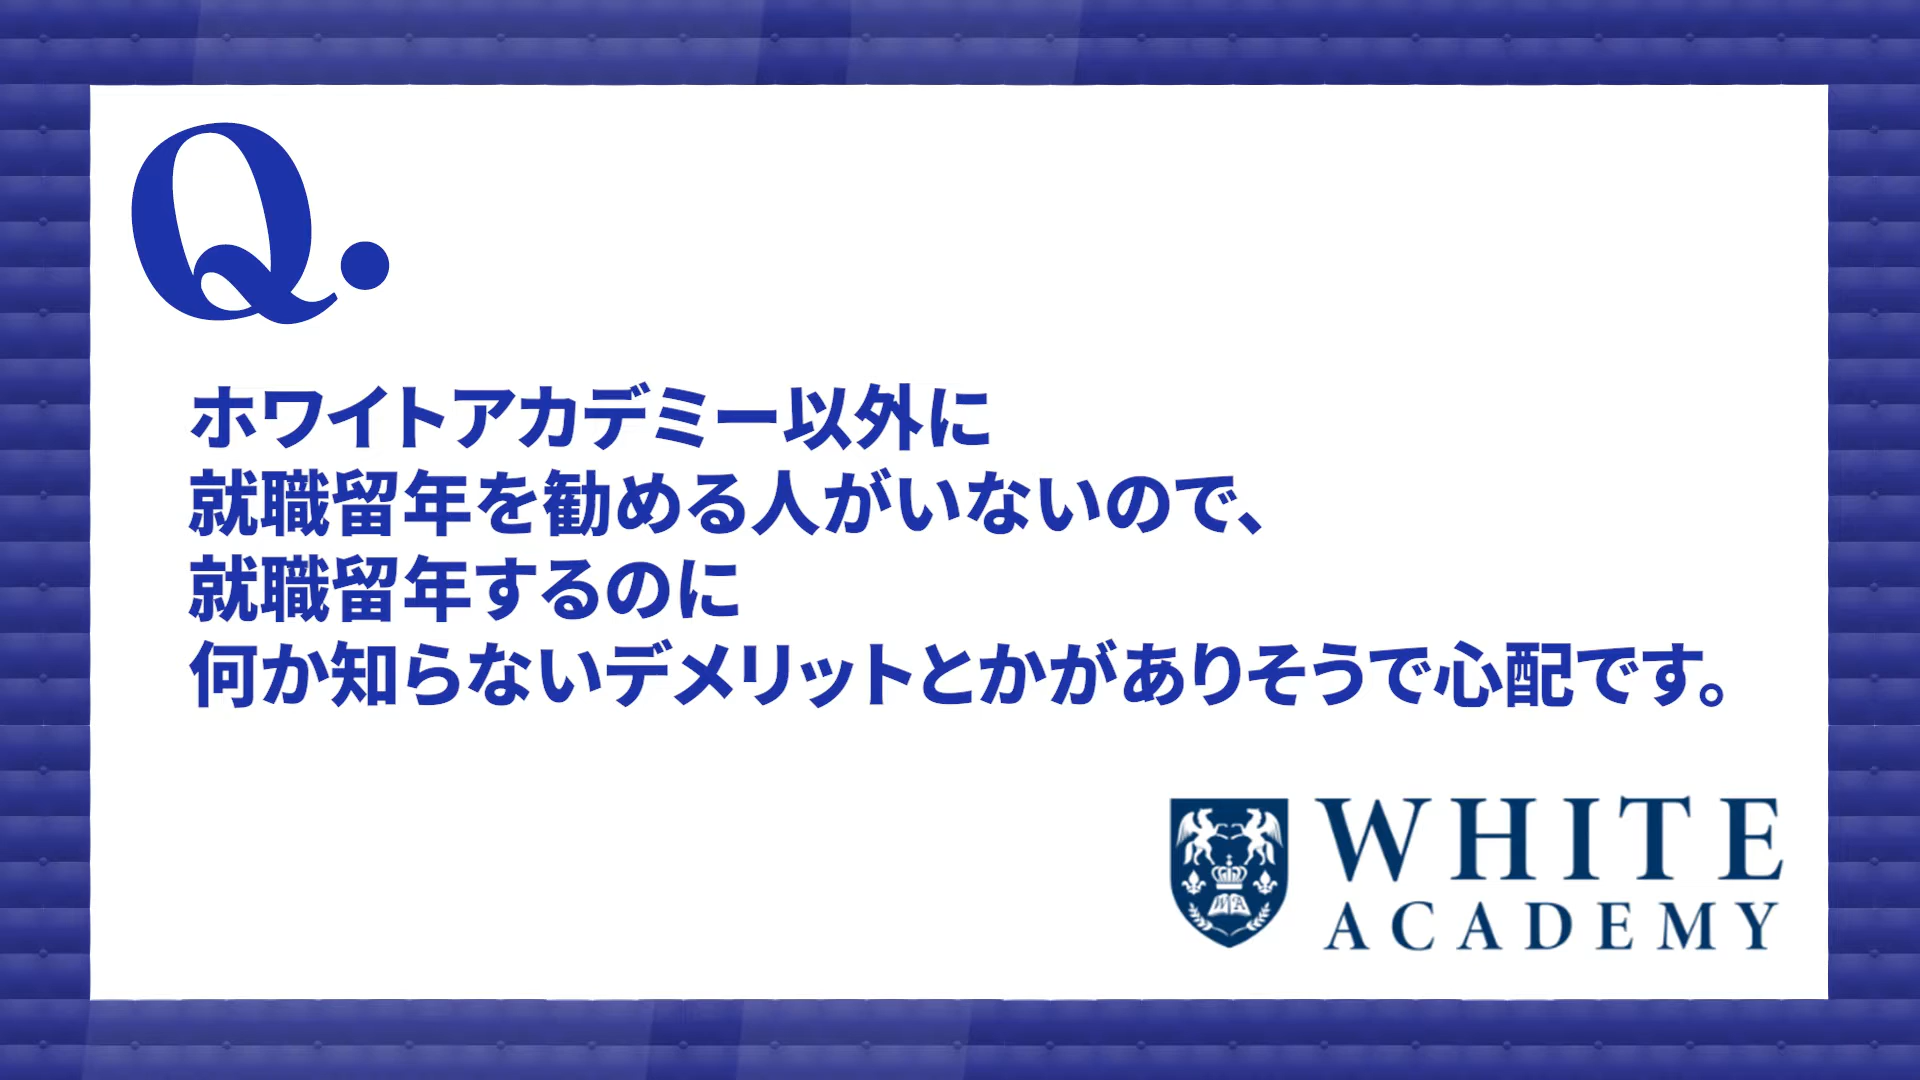 Q.
ホワイトアカデミー以外に
就職留年を勧める人がいないので、
就職留年するのに
何か知らないデメリットとかがありそうで心配です。
WHITE
ACADEMY